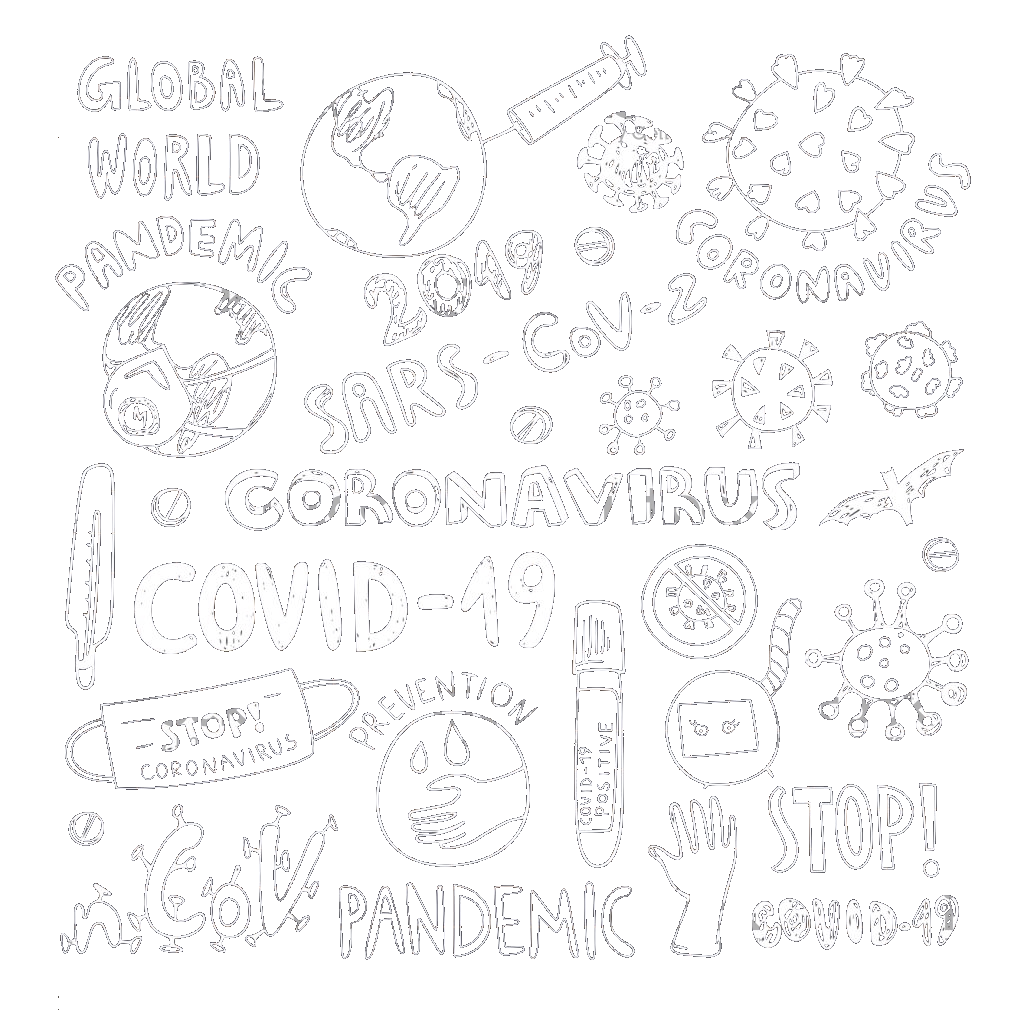 GLOBAL
WORLD
PANDEMIC
2019
SARS-CoV-2
CORONAVIRUS
M
CORONAVIRUS
COVID-19
STOP!
CORONAVIRUS
PREVENTION
COVID-19
POSITIVE
STOP!
COVID-19
nCoV
PANDEMIC